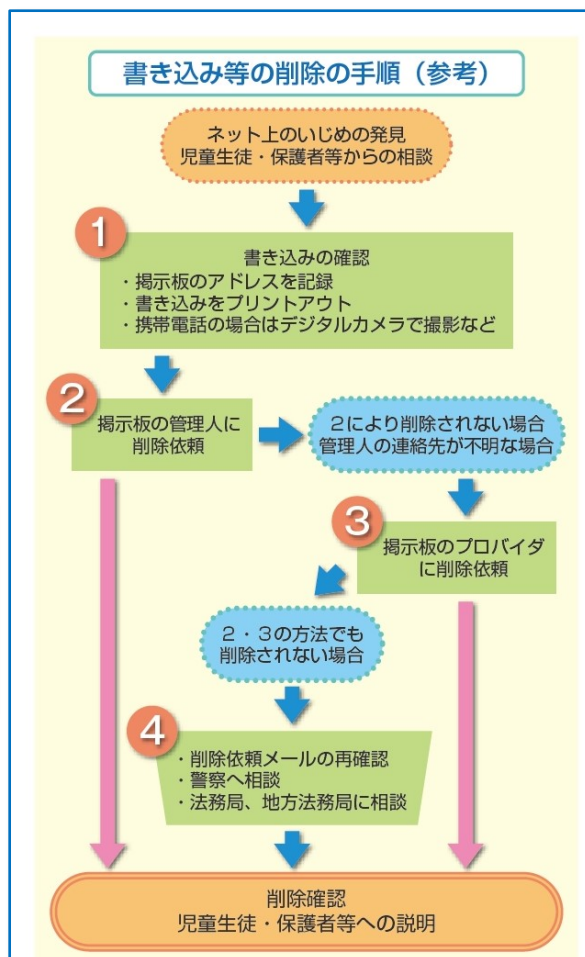 書き込み等の削除の手順（参考）
ネット上のいじめの発見
児童生徒・保護者等からの相談
1
書き込みの確認
・掲示板のアドレスを記録
・書き込みをプリントアウト
・携帯電話の場合はデジタルカメラで撮影など
2
掲示板の管理人に
削除依頼
２により削除されない場合
管理人の連絡先が不明な場合
3
掲示板のプロバイダ
に削除依頼
２・３の方法でも
削除されない場合
4
・削除依頼メールの再確認
・警察へ相談
・法務局、地方法務局に相談
削除確認
児童生徒・保護者等への説明